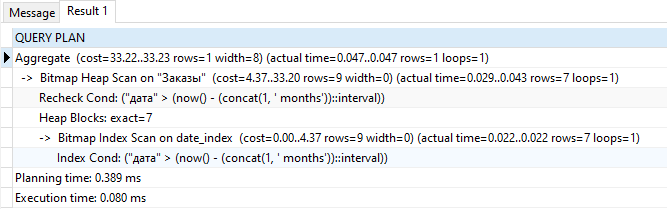 Message
Result 1
QUERY PLAN
Aggregate (cost=33.22..33.23 rows=1 width=8) (actual time=0.047..0.047 rows=1 loops=1)
-> Bitmap Heap Scan on "Заказы" (cost=4.37..33.20 rows=9 width=0) (actual time=0.029..0.043 rows=7 loops=1)
Recheck Cond: ("дата" > (now() - (concat(1, ' months'))::interval))
Heap Blocks: exact=7
-> Bitmap Index Scan on date_index (cost=0.00..4.37 rows=9 width=0) (actual time=0.022..0.022 rows=7 loops=1)
Index Cond: ("дата" > (now() - (concat(1, ' months'))::interval))
Planning time: 0.389 ms
Execution time: 0.080 ms